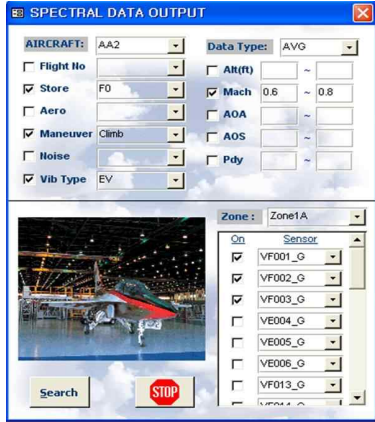 SPECTRAL DATA OUTPUT
AIRCRAFT: AA2 Data Type: AVG
Flight No Alt(ft) ~
Store F0 Mach 0.6 ~ 0.8
Aero AOA ~
Maneuver Climb AOS ~
Noise Pdy ~
Vib Type EV
Zone : Zone1A
On Sensor
VF001_G
VF002_G
VF003_G
VE004_G
VE005_G
VE006_G
VF013_G
Search STOP